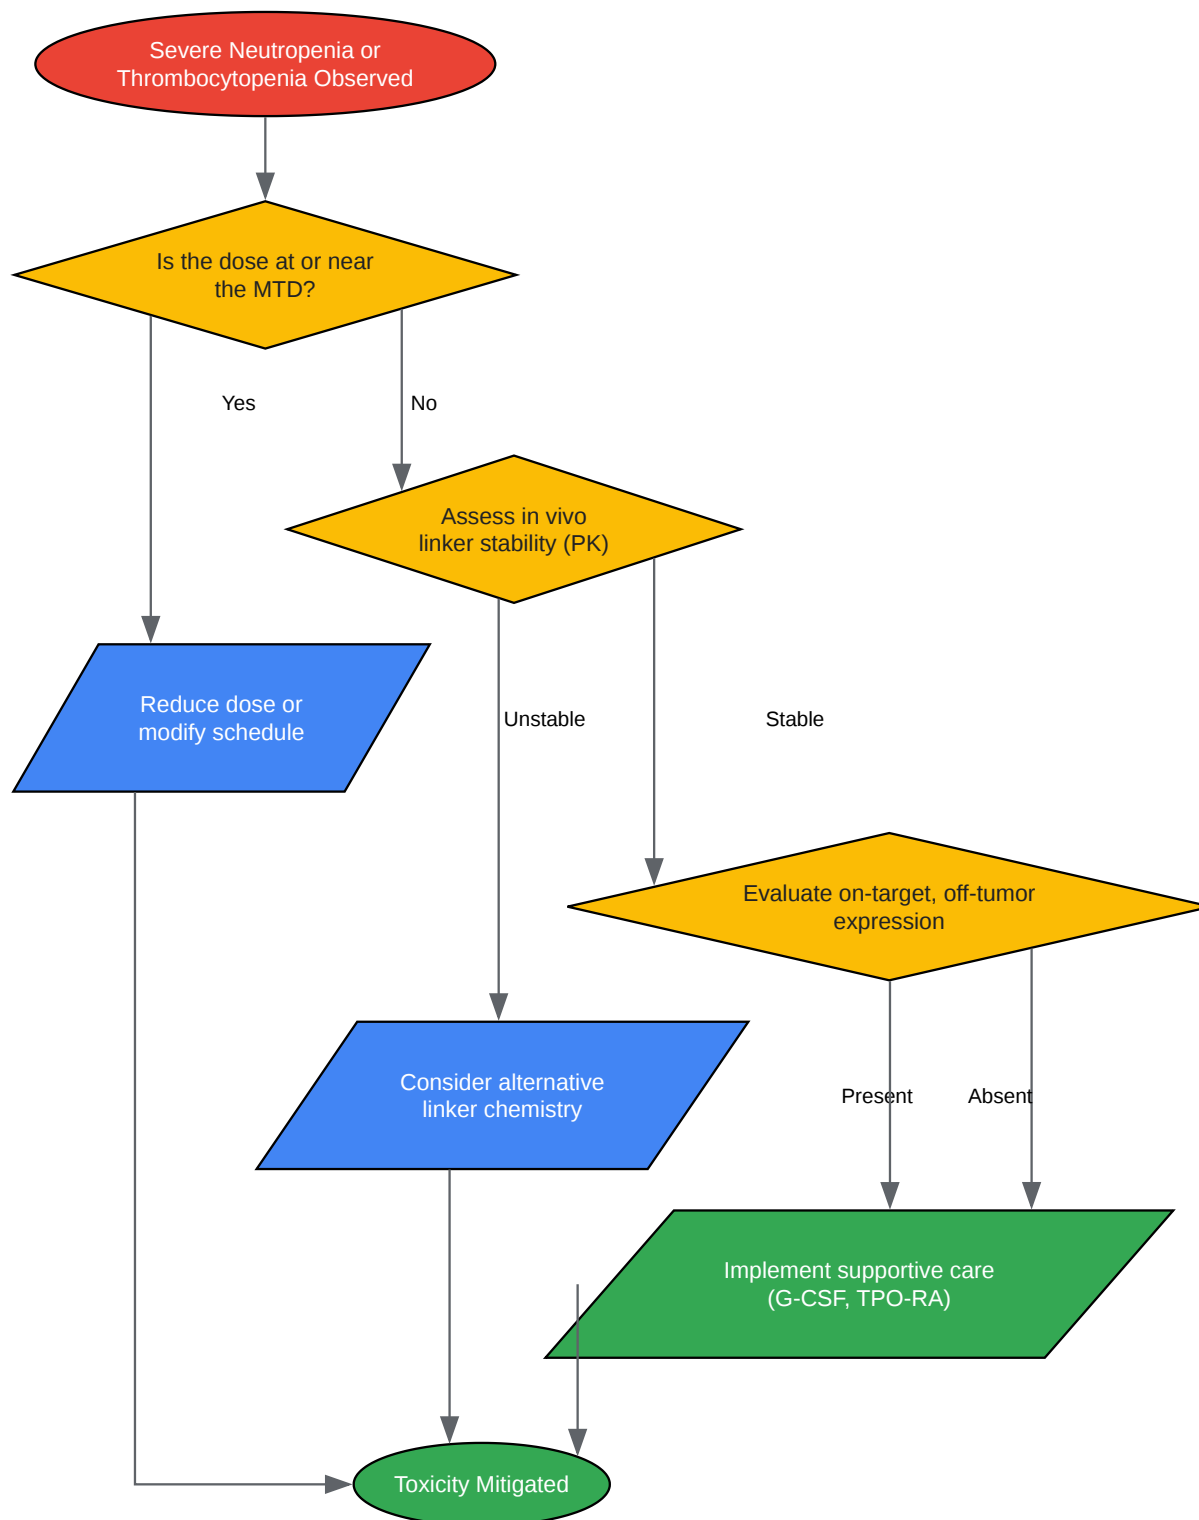 Severe Neutropenia or
Thrombocytopenia Observed
Is the dose at or near
the MTD?
Yes
No
Assess in vivo
linker stability (PK)
Reduce dose or
modify schedule
Unstable
Stable
Evaluate on-target, off-tumor
expression
Consider alternative
linker chemistry
Present
Absent
Implement supportive care
(G-CSF, TPO-RA)
Toxicity Mitigated